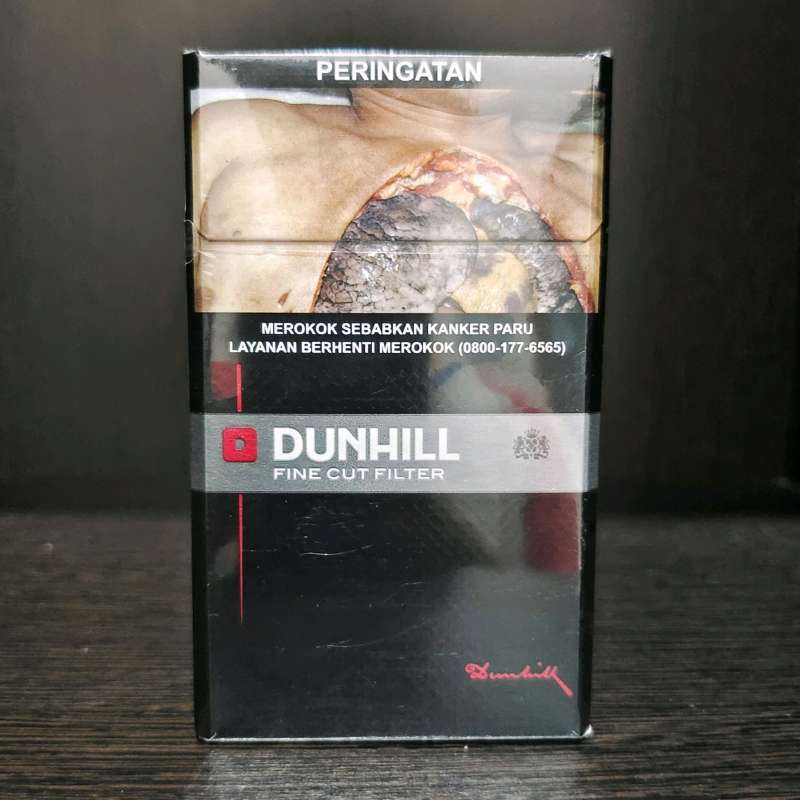 PERINGATAN
MEROKOK SEBABKAN KANKER PARU
LAYANAN BERHENTI MEROKOK (0800-177-6565)
DUNHILL
FINE CUT FILTER
Dunhill